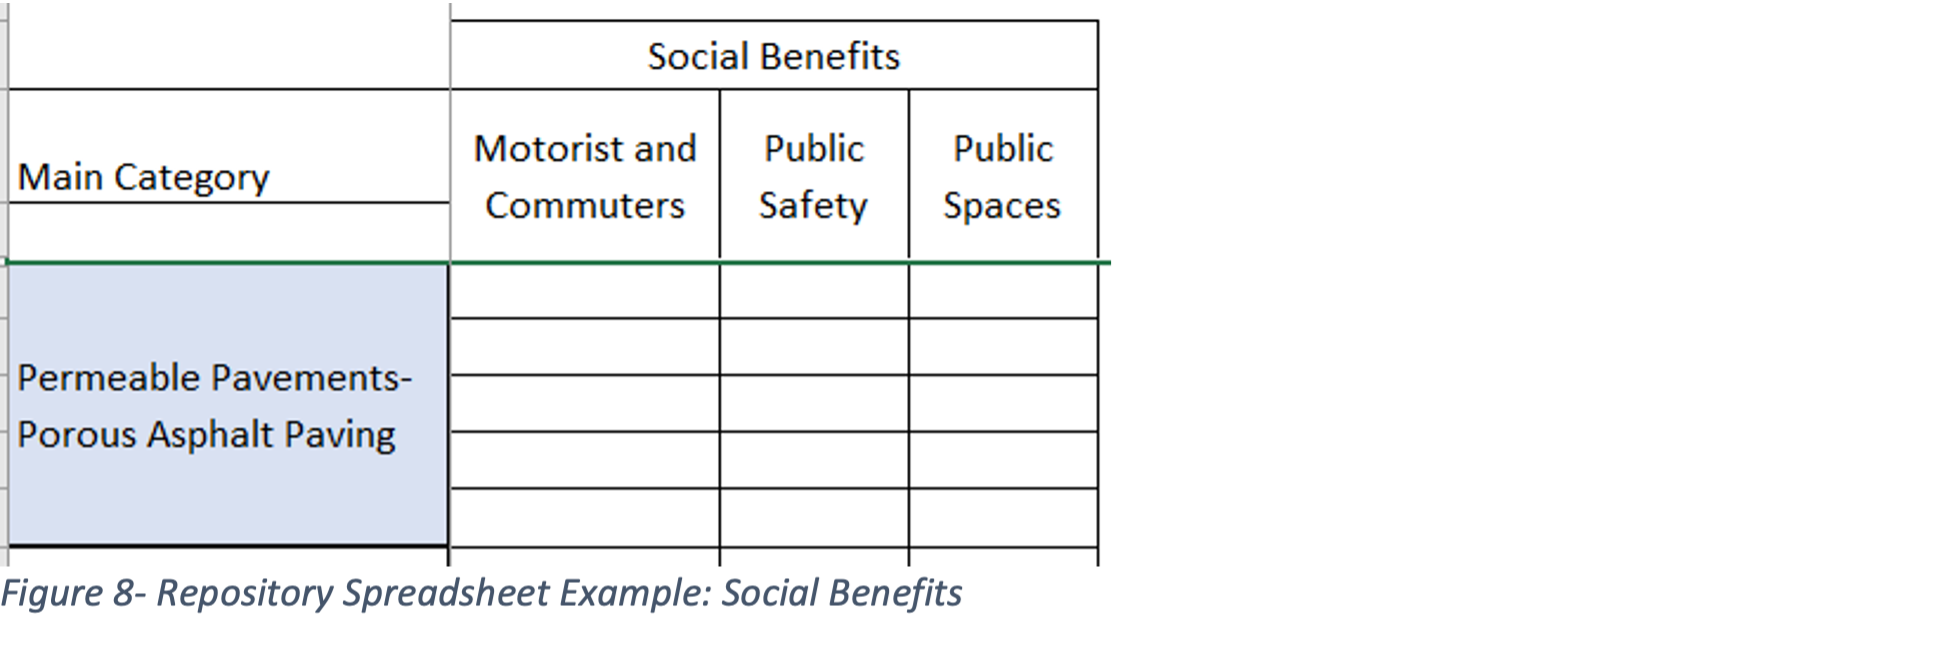 Social Benefits
Main Category
Motorist and
Commuters
Public
Safety
Public
Spaces
Permeable Pavements-
Porous Asphalt Paving
Figure 8- Repository Spreadsheet Example: Social Benefits